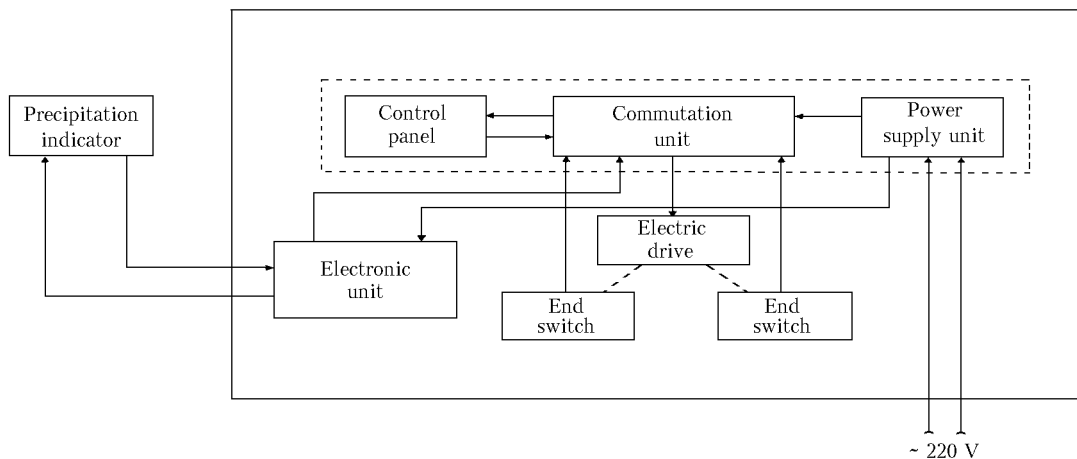 Precipitation
indicator
Control
panel
Commutation
unit
Power
supply unit
Electric
drive
Electronic
unit
End
switch
End
switch
~ 220 V